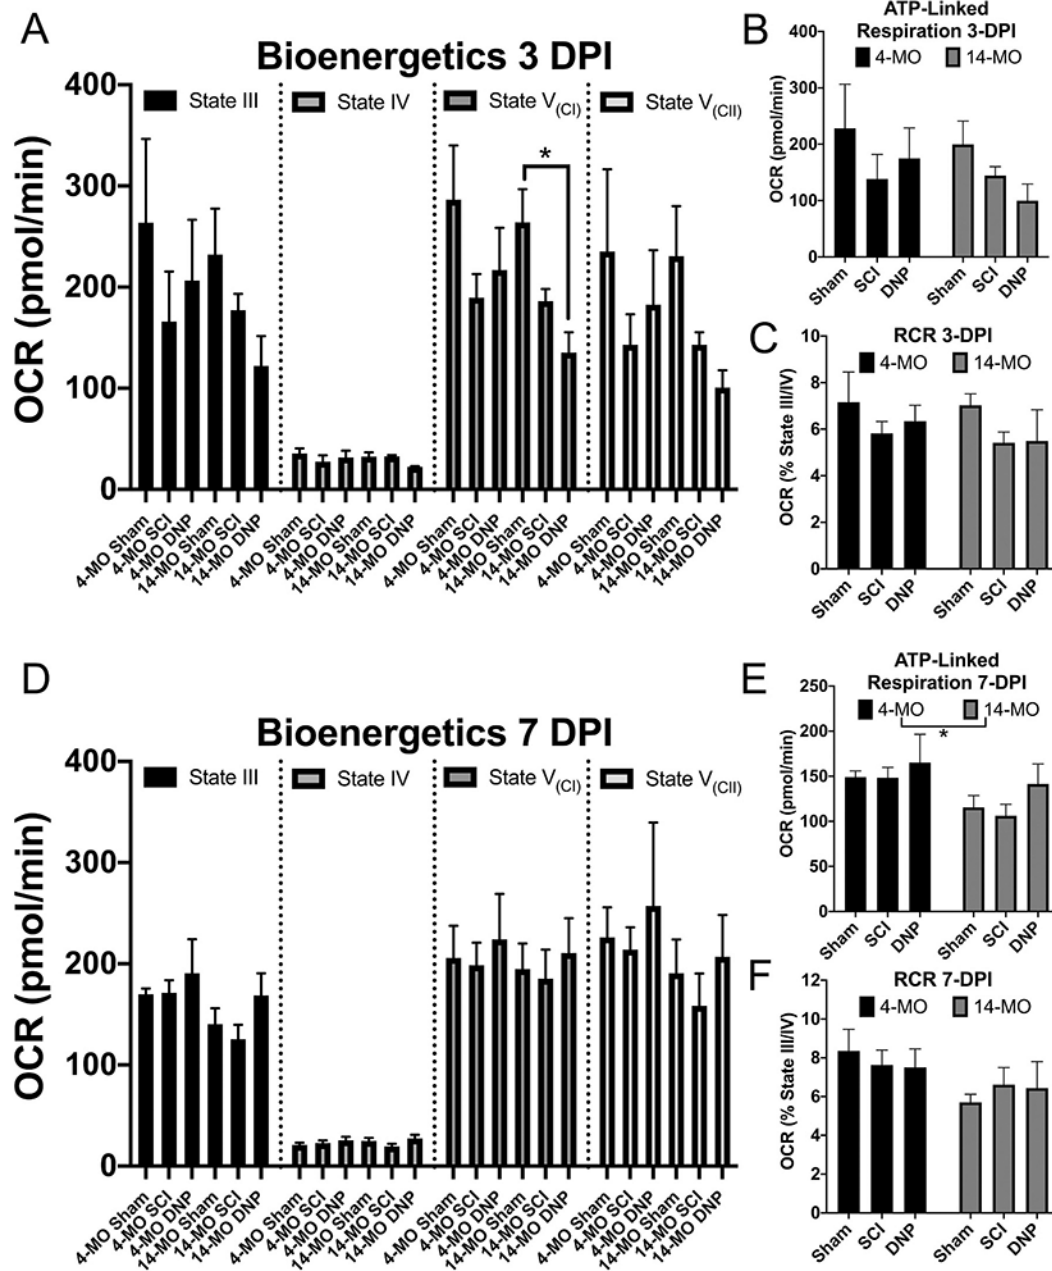 A
Bioenergetics 3 DPI
State III
State IV
State V(CI)
State V(CII)
OCR (pmol/min)
400
300
200
100
0
*
4-MO Sham
4-MO SCI
4-MO DNP
14-MO Sham
14-MO SCI
14-MO DNP
4-MO Sham
4-MO SCI
4-MO DNP
14-MO Sham
14-MO SCI
14-MO DNP
4-MO Sham
4-MO SCI
4-MO DNP
14-MO Sham
14-MO SCI
14-MO DNP
4-MO Sham
4-MO SCI
4-MO DNP
14-MO Sham
14-MO SCI
14-MO DNP
B
ATP-Linked
Respiration 3-DPI
4-MO
14-MO
OCR (pmol/min)
400
300
200
100
0
Sham
SCI
DNP
Sham
SCI
DNP
C
RCR 3-DPI
4-MO
14-MO
OCR (% State III/IV)
10
8
6
4
2
0
Sham
SCI
DNP
Sham
SCI
DNP
D
Bioenergetics 7 DPI
State III
State IV
State V(CI)
State V(CII)
OCR (pmol/min)
400
300
200
100
0
4-MO Sham
4-MO SCI
4-MO DNP
14-MO Sham
14-MO SCI
14-MO DNP
4-MO Sham
4-MO SCI
4-MO DNP
14-MO Sham
14-MO SCI
14-MO DNP
4-MO Sham
4-MO SCI
4-MO DNP
14-MO Sham
14-MO SCI
14-MO DNP
4-MO Sham
4-MO SCI
4-MO DNP
14-MO Sham
14-MO SCI
14-MO DNP
E
ATP-Linked
Respiration 7-DPI
4-MO
14-MO
*
OCR (pmol/min)
250
200
150
100
50
0
Sham
SCI
DNP
Sham
SCI
DNP
F
RCR 7-DPI
4-MO
14-MO
OCR (% State III/IV)
12
10
8
6
4
2
0
Sham
SCI
DNP
Sham
SCI
DNP